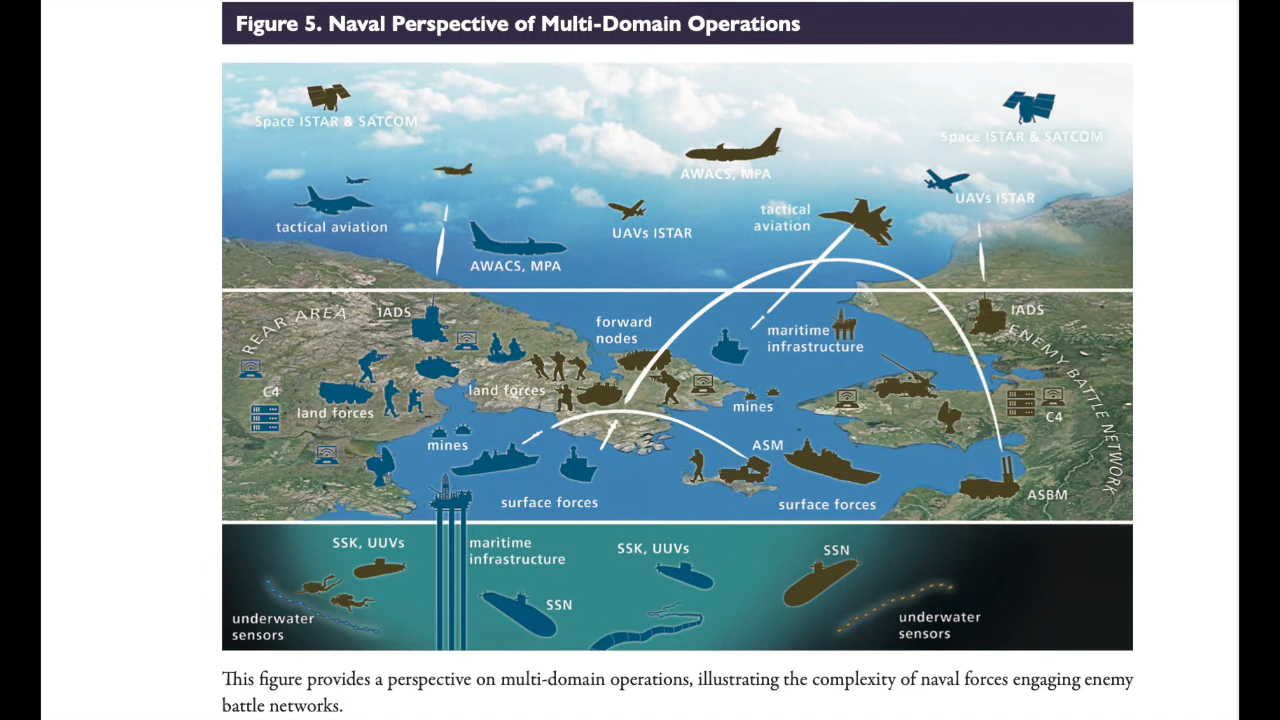 Figure 5. Naval Perspective of Multi-Domain Operations
Space ISTAR & SATCOM
Space ISTAR & SATCOM
AWACS, MPA
UAVs ISTAR
tactical
aviation
tactical aviation
UAVs ISTAR
AWACS, MPA
REAR AREA
IADS
forward
nodes
maritime
infrastructure
IADS
ENEMY BATTLE NETWORK
C4
land forces
land forces
mines
C4
mines
ASM
surface forces
surface forces
ASBM
SSK, UUVs
maritime
infrastructure
SSK, UUVs
SSN
SSN
underwater
sensors
underwater
sensors
This figure provides a perspective on multi-domain operations, illustrating the complexity of naval forces engaging enemy
battle networks.